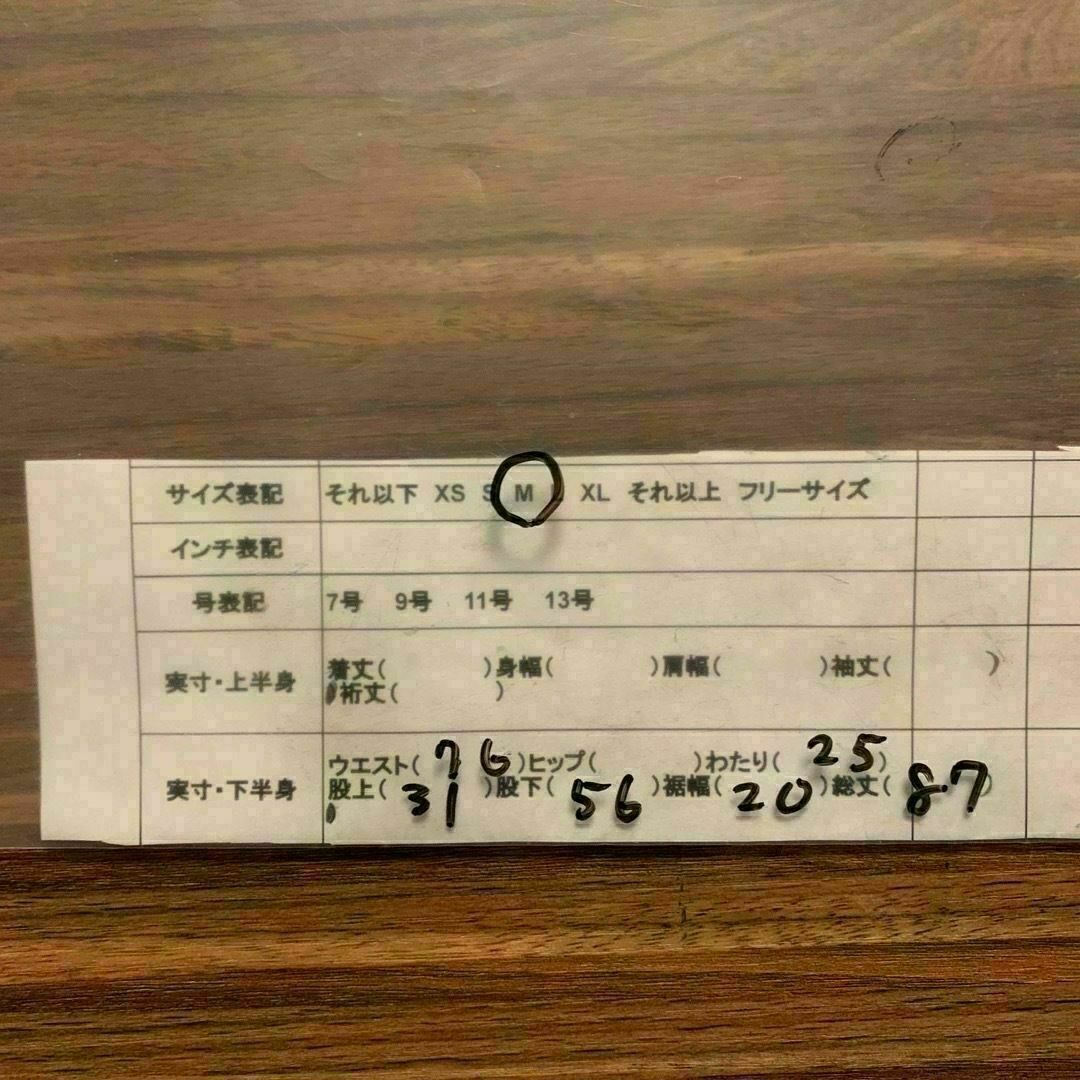 サイズ表記 それ以下 XS S M XL それ以上 フリーサイズ
インチ表記
号表記 7号 9号 11号 13号
実寸・上半身 着丈( )身幅( )肩幅( )袖丈( )
裄丈( )
実寸・下半身 ウエスト( 76 )ヒップ( )わたり( 25 )
股上( 31 )股下( 56 )裾幅( 20 )総丈( 87 )